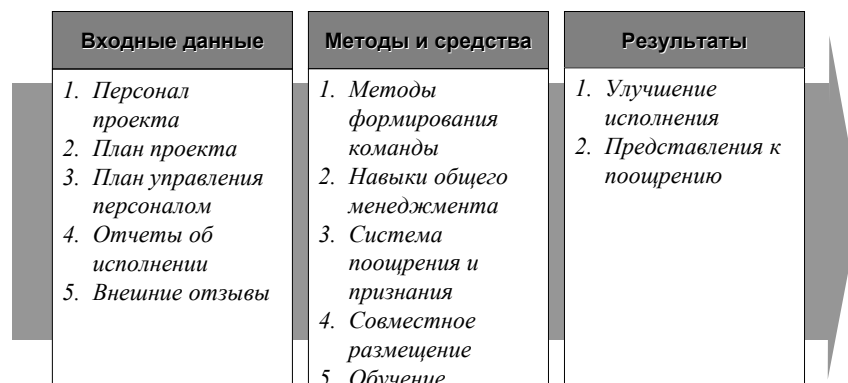 Входные данные
1. Персонал
проекта
2. План проекта
3. План управления
персоналом
4. Отчеты об
исполнении
5. Внешние отзывы
Методы и средства
1. Методы
формирования
команды
2. Навыки общего
менеджмента
3. Система
поощрения и
признания
4. Совместное
размещение
5. Обучение
Результаты
1. Улучшение
исполнения
2. Представления к
поощрению